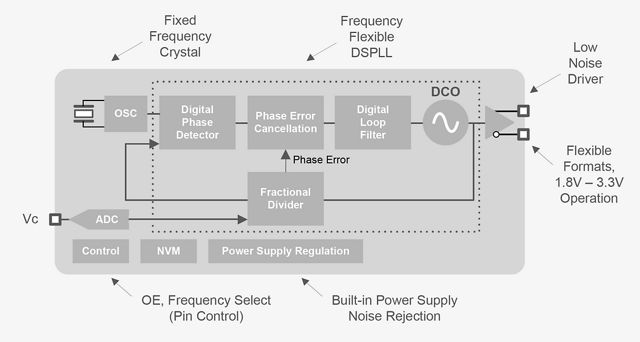 Fixed
Frequency
Crystal
Frequency
Flexible
DSPLL
Low
Noise
Driver
OSC
Digital
Phase
Detector
Phase Error
Cancellation
Digital
Loop
Filter
DCO
Phase Error
Fractional
Divider
Flexible
Formats,
1.8V – 3.3V
Operation
Vc
ADC
Control
NVM
Power Supply Regulation
OE, Frequency Select
(Pin Control)
Built-in Power Supply
Noise Rejection